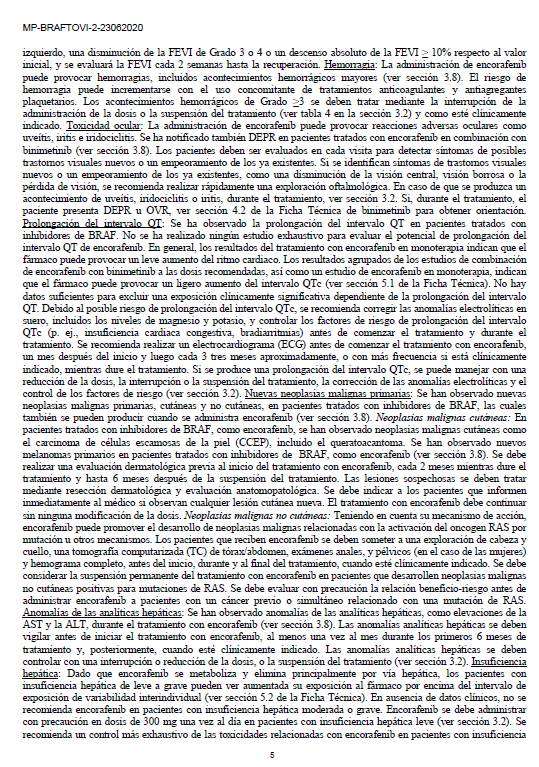 MP-BRAFTOVI-2-23062020
izquierdo, una disminución de la FEVI de Grado 3 o 4 o un descenso absoluto de la FEVI ≥ 10% respecto al valor
inicial, y se evaluará la FEVI cada 2 semanas hasta la recuperación. Hemorragia: La administración de encorafenib
puede provocar hemorragias, incluidos acontecimientos hemorrágicos mayores (ver sección 3.8). El riesgo de
hemorragia puede incrementarse con el uso concomitante de tratamientos anticoagulantes y antiagregantes
plaquetarios. Los acontecimientos hemorrágicos de Grado ≥3 se deben tratar mediante la interrupción de la
administración de la dosis o la suspensión del tratamiento (ver tabla 4 en la sección 3.2) y como esté clínicamente
indicado. Toxicidad ocular: La administración de encorafenib puede provocar reacciones adversas oculares como
uveítis, iritis e iridociclitis. Se ha notificado también DEPR en pacientes tratados con encorafenib en combinación con
binimetinib (ver sección 3.8). Los pacientes deben ser evaluados en cada visita para detectar síntomas de posibles
trastornos visuales nuevos o un empeoramiento de los ya existentes. Si se identifican síntomas de trastornos visuales
nuevos o un empeoramiento de los ya existentes, como una disminución de la visión central, visión borrosa o la
pérdida de visión, se recomienda realizar rápidamente una exploración oftalmológica. En caso de que se produzca un
acontecimiento de uveítis, iridociclitis o iritis, durante el tratamiento, ver sección 3.2. Si, durante el tratamiento, el
paciente presenta DEPR u OVR, ver sección 4.2 de la Ficha Técnica de binimetinib para obtener orientación.
Prolongación del intervalo QT: Se ha observado la prolongación del intervalo QT en pacientes tratados con
inhibidores de BRAF. No se ha realizado ningún estudio exhaustivo para evaluar el potencial de prolongación del
intervalo QT de encorafenib. En general, los resultados del tratamiento con encorafenib en monoterapia indican que el
fármaco puede provocar un leve aumento del ritmo cardiaco. Los resultados agrupados de los estudios de combinación
de encorafenib con binimetinib a las dosis recomendadas, así como un estudio de encorafenib en monoterapia, indican
que el fármaco puede provocar un ligero aumento del intervalo QTc (ver sección 5.1 de la Ficha Técnica). No hay
datos suficientes para excluir una exposición clínicamente significativa dependiente de la prolongación del intervalo
QT. Debido al posible riesgo de prolongación del intervalo QTc, se recomienda corregir las anomalías electrolíticas en
suero, incluidos los niveles de magnesio y potasio, y controlar los factores de riesgo de prolongación del intervalo
QTc (p. ej., insuficiencia cardiaca congestiva, bradiarritmias) antes de comenzar el tratamiento y durante el
tratamiento. Se recomienda realizar un electrocardiograma (ECG) antes de comenzar el tratamiento con encorafenib,
un mes después del inicio y luego cada 3 tres meses aproximadamente, o con más frecuencia si está clínicamente
indicado, mientras dure el tratamiento. Si se produce una prolongación del intervalo QTc, se puede manejar con una
reducción de la dosis, la interrupción o la suspensión del tratamiento, la corrección de las anomalías electrolíticas y el
control de los factores de riesgo (ver sección 3.2). Nuevas neoplasias malignas primarias: Se han observado nuevas
neoplasias malignas primarias, cutáneas y no cutáneas, en pacientes tratados con inhibidores de BRAF, las cuales
también se pueden producir cuando se administra encorafenib (ver sección 3.8). Neoplasias malignas cutáneas: En
pacientes tratados con inhibidores de BRAF, como encorafenib, se han observado neoplasias malignas cutáneas como
el carcinoma de células escamosas de la piel (CCEP), incluido el queratoacantoma. Se han observado nuevos
melanomas primarios en pacientes tratados con inhibidores de BRAF, como encorafenib (ver sección 3.8). Se debe
realizar una evaluación dermatológica previa al inicio del tratamiento con encorafenib, cada 2 meses mientras dure el
tratamiento y hasta 6 meses después de la suspensión del tratamiento. Las lesiones sospechosas se deben tratar
mediante resección dermatológica y evaluación anatomopatológica. Se debe indicar a los pacientes que informen
inmediatamente al médico si observan cualquier lesión cutánea nueva. El tratamiento con encorafenib debe continuar
sin ninguna modificación de la dosis. Neoplasias malignas no cutáneas: Teniendo en cuenta su mecanismo de acción,
encorafenib puede promover el desarrollo de neoplasias malignas relacionadas con la activación del oncogen RAS por
mutación u otros mecanismos. Los pacientes que reciben encorafenib se deben someter a una exploración de cabeza y
cuello, una tomografía computarizada (TC) de tórax/abdomen, exámenes anales, y pélvicos (en el caso de las mujeres)
y hemograma completo, antes del inicio, durante y al final del tratamiento, cuando esté clínicamente indicado. Se debe
considerar la suspensión permanente del tratamiento con encorafenib en pacientes que desarrollen neoplasias malignas
no cutáneas positivas para mutaciones de RAS. Se debe evaluar con precaución la relación beneficio-riesgo antes de
administrar encorafenib a pacientes con un cáncer previo o simultáneo relacionado con una mutación de RAS.
Anomalías de las analíticas hepáticas: Se han observado anomalías de las analíticas hepáticas, como elevaciones de la
AST y la ALT, durante el tratamiento con encorafenib (ver sección 3.8). Las anomalías analíticas hepáticas se deben
vigilar antes de iniciar el tratamiento con encorafenib, al menos una vez al mes durante los primeros 6 meses de
tratamiento y, posteriormente, cuando esté clínicamente indicado. Las anomalías analíticas hepáticas se deben
controlar con una interrupción o reducción de la dosis, o la suspensión del tratamiento (ver sección 3.2). Insuficiencia
hepática: Dado que encorafenib se metaboliza y elimina principalmente por vía hepática, los pacientes con
insuficiencia hepática de leve a grave pueden ver aumentada su exposición al fármaco por encima del intervalo de
exposición de variabilidad interindividual (ver sección 5.2 de la Ficha Técnica). En ausencia de datos clínicos, no se
recomienda encorafenib en pacientes con insuficiencia hepática moderada o grave. Encorafenib se debe administrar
con precaución en dosis de 300 mg una vez al día en pacientes con insuficiencia hepática leve (ver sección 3.2). Se
recomienda un control más exhaustivo de las toxicidades relacionadas con encorafenib en pacientes con insuficiencia
5